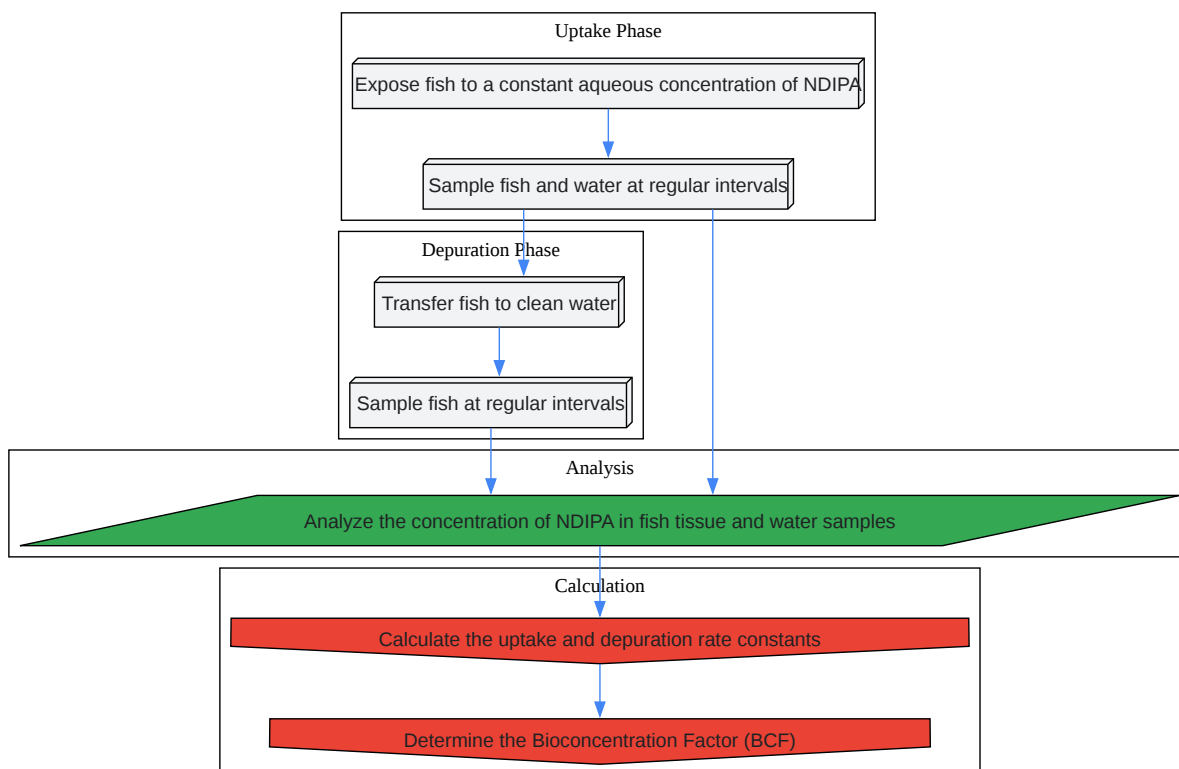 Uptake Phase
Expose fish to a constant aqueous concentration of NDIPA
Sample fish and water at regular intervals
Depuration Phase
Transfer fish to clean water
Sample fish at regular intervals
Analysis
Analyze the concentration of NDIPA in fish tissue and water samples
Calculation
Calculate the uptake and depuration rate constants
Determine the Bioconcentration Factor (BCF)